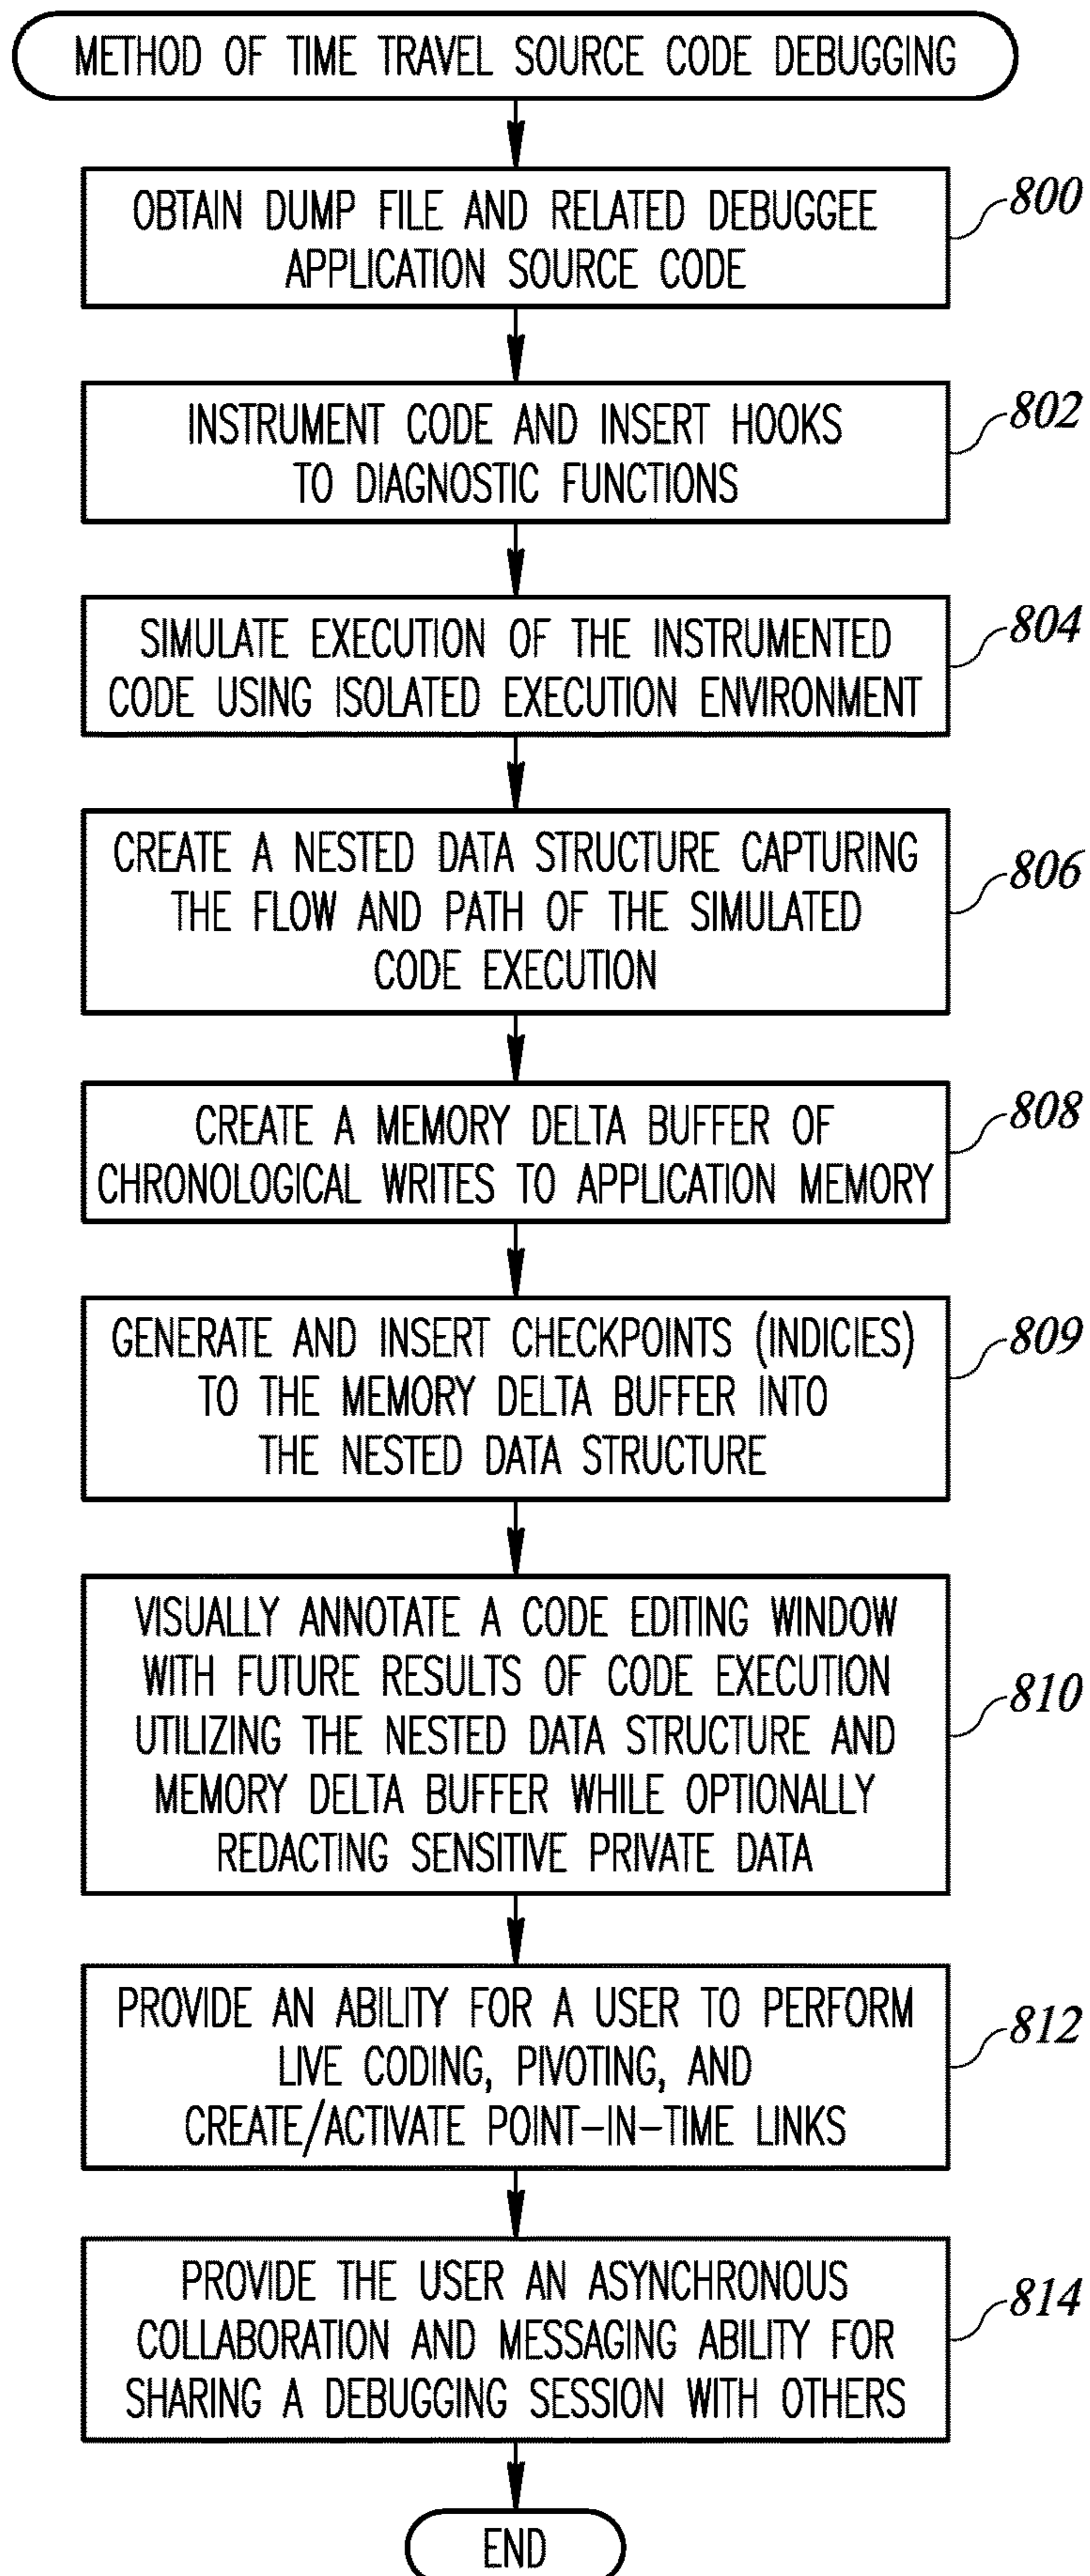 METHOD OF TIME TRAVEL SOURCE CODE DEBUGGING
OBTAIN DUMP FILE AND RELATED DEBUGGEE
APPLICATION SOURCE CODE
800
INSTRUMENT CODE AND INSERT HOOKS
TO DIAGNOSTIC FUNCTIONS
802
SIMULATE EXECUTION OF THE INSTRUMENTED
CODE USING ISOLATED EXECUTION ENVIRONMENT
804
CREATE A NESTED DATA STRUCTURE CAPTURING
THE FLOW AND PATH OF THE SIMULATED
CODE EXECUTION
806
CREATE A MEMORY DELTA BUFFER OF
CHRONOLOGICAL WRITES TO APPLICATION MEMORY
808
GENERATE AND INSERT CHECKPOINTS (INDICIES)
TO THE MEMORY DELTA BUFFER INTO
THE NESTED DATA STRUCTURE
809
VISUALLY ANNOTATE A CODE EDITING WINDOW
WITH FUTURE RESULTS OF CODE EXECUTION
UTILIZING THE NESTED DATA STRUCTURE AND
MEMORY DELTA BUFFER WHILE OPTIONALLY
REDACTING SENSITIVE PRIVATE DATA
810
PROVIDE AN ABILITY FOR A USER TO PERFORM
LIVE CODING, PIVOTING, AND
CREATE/ACTIVATE POINT-IN-TIME LINKS
812
PROVIDE THE USER AN ASYNCHRONOUS
COLLABORATION AND MESSAGING ABILITY FOR
SHARING A DEBUGGING SESSION WITH OTHERS
814
END